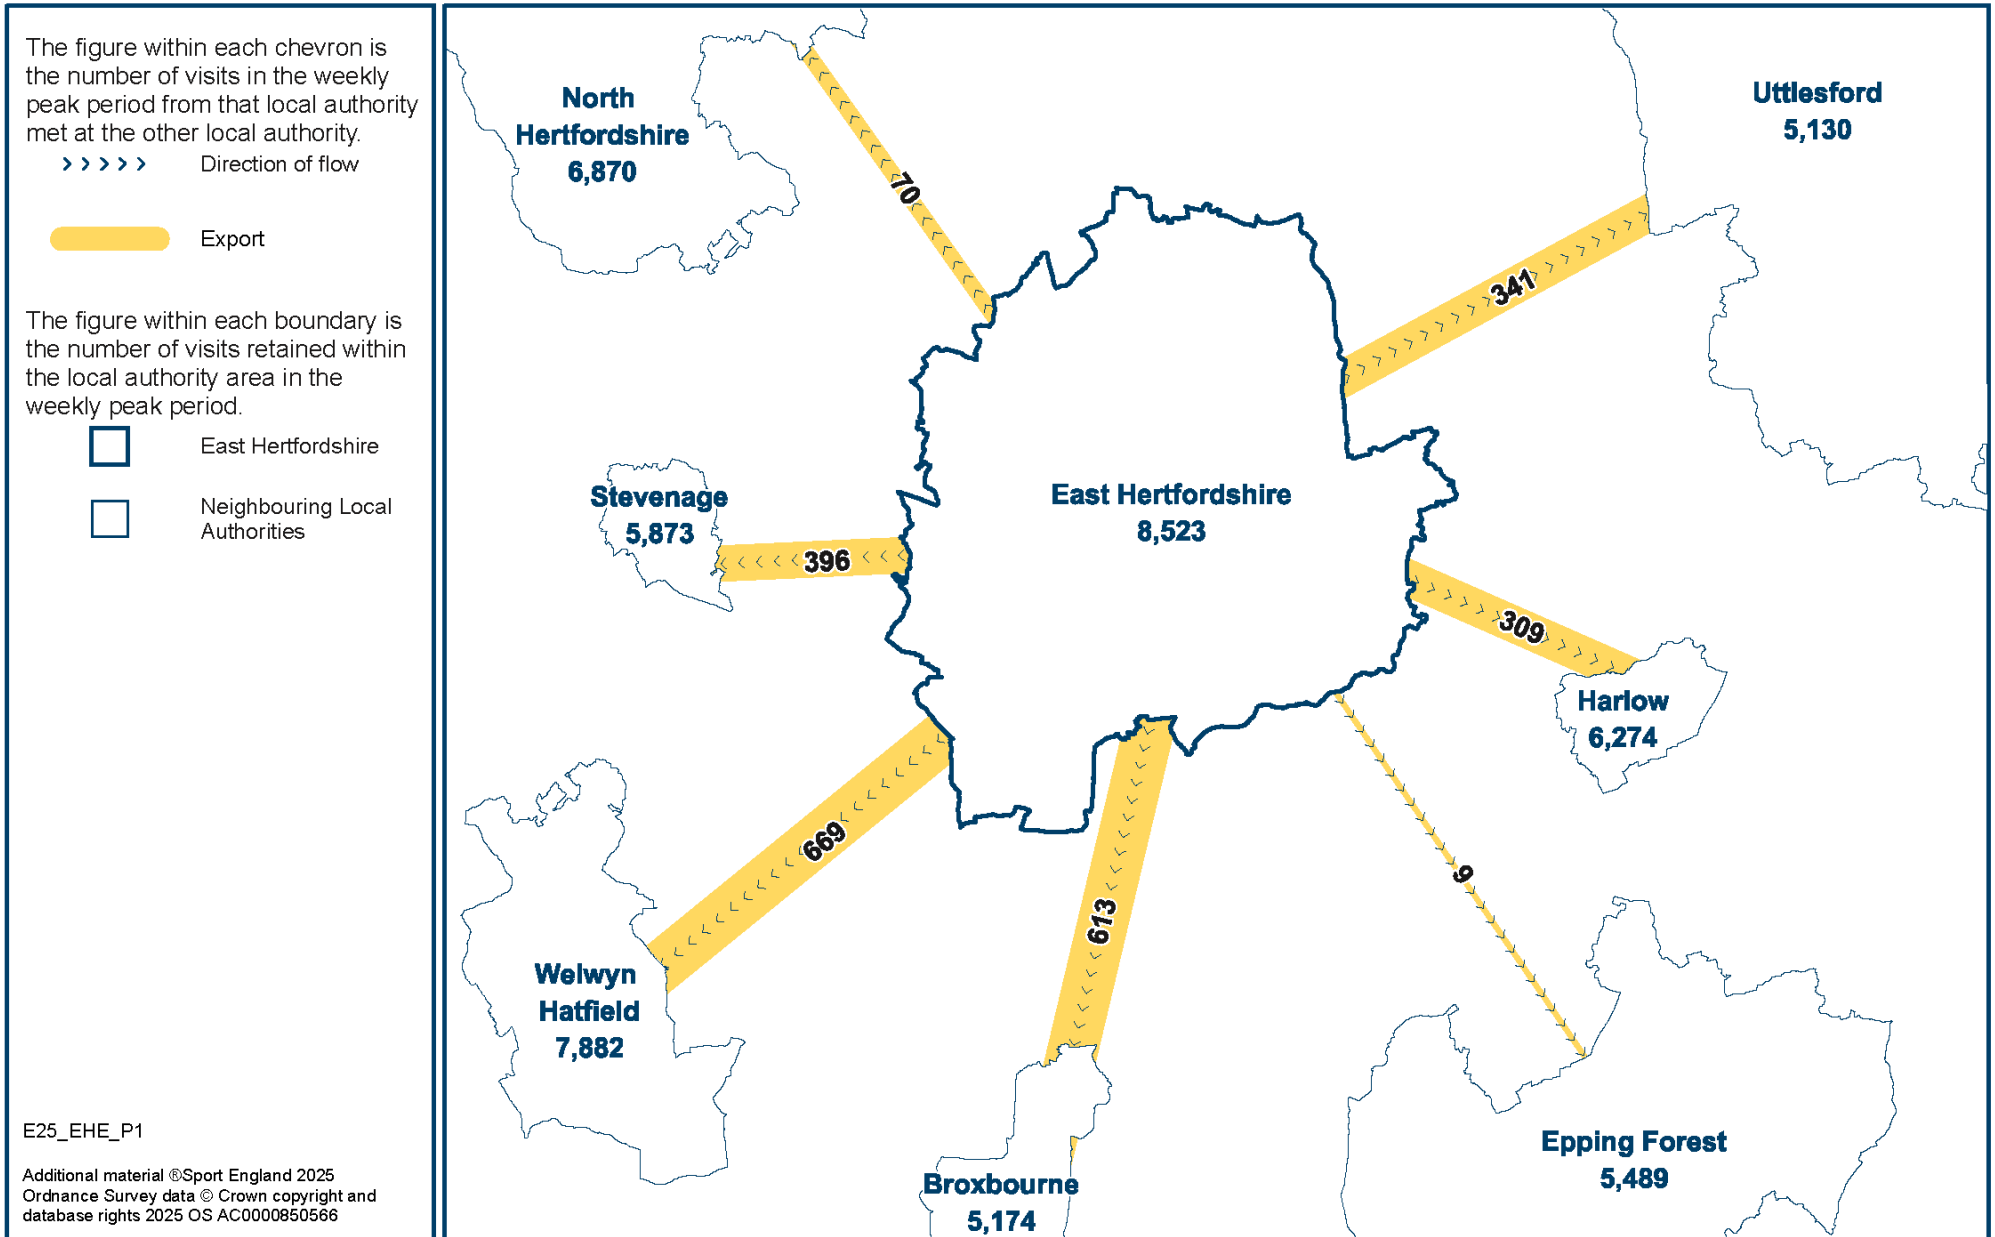 The figure within each chevron is
the number of visits in the weekly
peak period from that local authority
met at the other local authority.
Direction of flow
Export
The figure within each boundary is
the number of visits retained within
the local authority area in the
weekly peak period.
East Hertfordshire
Neighbouring Local
Authorities
E25_EHE_P1
Additional material ®Sport England 2025
Ordnance Survey data © Crown copyright and
database rights 2025 OS AC0000850566
North
Hertfordshire
6,870
Uttlesford
5,130
70
341
Stevenage
5,873
396
East Hertfordshire
8,523
309
Harlow
6,274
669
613
9
Welwyn
Hatfield
7,882
Broxbourne
5,174
Epping Forest
5,489